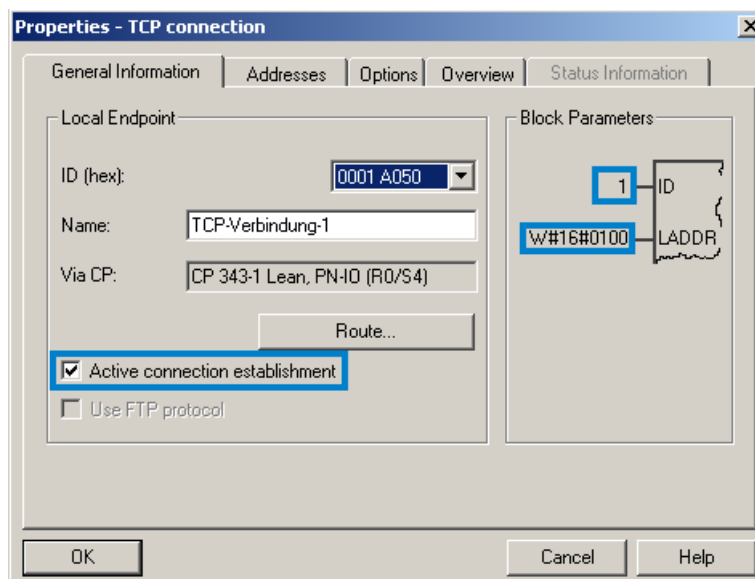 Properties - TCP connection
General Information
Addresses
Options
Overview
Status Information
Local Endpoint
ID (hex):
0001 A050
Name:
TCP-Verbindung-1
Via CP:
CP 343-1 Lean, PN-IO (R0/S4)
Route...
Active connection establishment
Use FTP protocol
Block Parameters
1
ID
W#16#0100
LADDR
OK
Cancel
Help